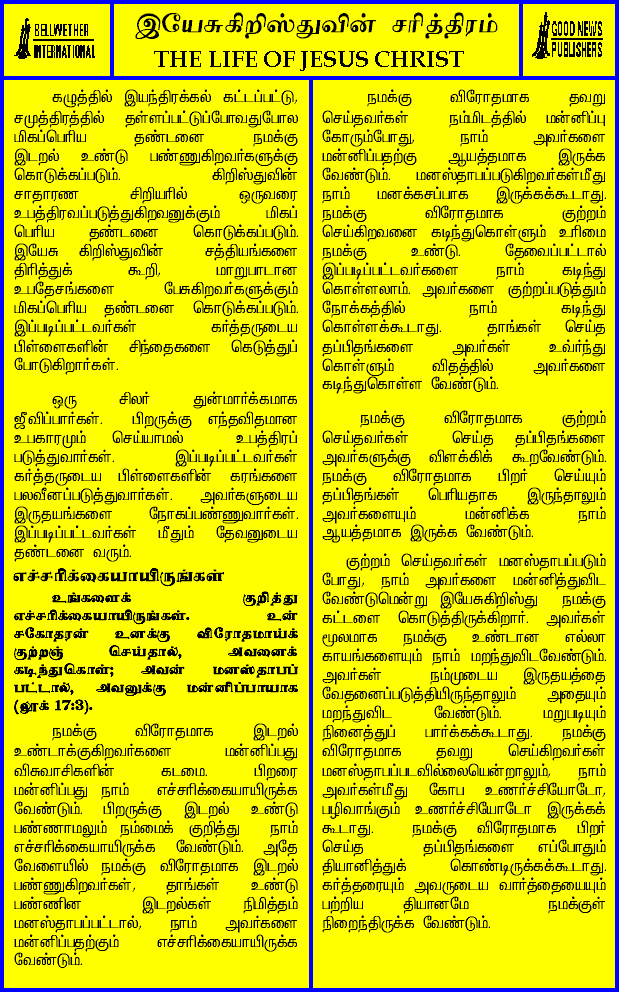 BELLWETHER
INTERNATIONAL
இயேசுகிறிஸ்துவின் சரித்திரம்
THE LIFE OF JESUS CHRIST
GOOD NEWS
PUBLISHERS
கழுத்தில் இயந்திரக்கல் கட்டப்பட்டு,
சமுத்திரத்தில் தள்ளப்பட்டுப்போவதுபோல
மிகப்பெரிய தண்டனை நமக்கு
இடறல் உண்டு பண்ணுகிறவர்களுக்கு
கொடுக்கப்படும். கிறிஸ்துவின்
சாதாரண சிறியரில் ஒருவரை
உபத்திரவப்படுத்துகிறவனுக்கும் மிகப்
பெரிய தண்டனை கொடுக்கப்படும்.
இயேசு கிறிஸ்துவின் சத்தியங்களை
திரித்துக் கூறி, மாறுபாடான
உபதேசங்களை பேசுகிறவர்களுக்கும்
மிகப்பெரிய தண்டனை கொடுக்கப்படும்.
இப்படிப்பட்டவர்கள் கர்த்தருடைய
பிள்ளைகளின் சிந்தைகளை கெடுத்துப்
போடுகிறார்கள்.
ஒரு சிலர் துன்மார்க்கமாக
ஜீவிப்பார்கள். பிறருக்கு எந்தவிதமான
உபகாரமும் செய்யாமல் உபத்திரப்
படுத்துவார்கள். இப்படிப்பட்டவர்கள்
கர்த்தருடைய பிள்ளைகளின் கரங்களை
பலவீனப்படுத்துவார்கள். அவர்களுடைய
இருதயங்களை நோகப்பண்ணுவார்கள்.
இப்படிப்பட்டவர்கள் மீதும் தேவனுடைய
தண்டனை வரும்.
எச்சரிக்கையாயிருங்கள்
உங்களைக் குறித்து
எச்சரிக்கையாயிருங்கள். உன்
சகோதரன் உனக்கு விரோதமாய்க்
குற்றஞ் செய்தால், அவனைக்
கடிந்துகொள்; அவன் மனஸ்தாபப்
பட்டால், அவனுக்கு மன்னிப்பாயாக
(லூக் 17:3).
நமக்கு விரோதமாக இடறல்
உண்டாக்குகிறவர்களை மன்னிப்பது
விசுவாசிகளின் கடமை. பிறரை
மன்னிப்பது நாம் எச்சரிக்கையாயிருக்க
வேண்டும். பிறருக்கு இடறல் உண்டு
பண்ணாமலும் நம்மைக் குறித்து நாம்
எச்சரிக்கையாயிருக்க வேண்டும். அதே
வேளையில் நமக்கு விரோதமாக இடறல்
பண்ணுகிறவர்கள், தாங்கள் உண்டு
பண்ணின இடறல்கள் நிமித்தம்
மனஸ்தாபப்பட்டால், நாம் அவர்களை
மன்னிப்பதற்கும் எச்சரிக்கையாயிருக்க
வேண்டும்.
நமக்கு விரோதமாக தவறு
செய்தவர்கள் நம்மிடத்தில் மன்னிப்பு
கோரும்போது, நாம் அவர்களை
மன்னிப்பதற்கு ஆயத்தமாக இருக்க
வேண்டும். மனஸ்தாபப்படுகிறவர்கள்மீது
நாம் மனக்கசப்பாக இருக்கக்கூடாது.
நமக்கு விரோதமாக குற்றம்
செய்கிறவனை கடிந்துகொள்ளும் உரிமை
நமக்கு உண்டு. தேவைப்பட்டால்
இப்படிப்பட்டவர்களை நாம் கடிந்து
கொள்ளலாம். அவர்களை குற்றப்படுத்தும்
நோக்கத்தில் நாம் கடிந்து
கொள்ளக்கூடாது. தாங்கள் செய்த
தப்பிதங்களை அவர்கள் உவர்ந்து
கொள்ளும் விதத்தில் அவர்களை
கடிந்துகொள்ள வேண்டும்.
நமக்கு விரோதமாக குற்றம்
செய்தவர்கள் செய்த தப்பிதங்களை
அவர்களுக்கு விளக்கிக் கூறவேண்டும்.
நமக்கு விரோதமாக பிறர் செய்யும்
தப்பிதங்கள் பெரியதாக இருந்தாலும்
அவர்களையும் மன்னிக்க நாம்
ஆயத்தமாக இருக்க வேண்டும்.
குற்றம் செய்தவர்கள் மனஸ்தாபப்படும்
போது, நாம் அவர்களை மன்னித்துவிட
வேண்டுமென்று இயேசுகிறிஸ்து நமக்கு
கட்டளை கொடுத்திருக்கிறார். அவர்கள்
மூலமாக நமக்கு உண்டான எல்லா
காயங்களையும் நாம் மறந்துவிடவேண்டும்.
அவர்கள் நம்முடைய இருதயத்தை
வேதனைப்படுத்தியிருந்தாலும் அதையும்
மறந்துவிட வேண்டும். மறுபடியும்
நினைத்துப் பார்க்கக்கூடாது. நமக்கு
விரோதமாக தவறு செய்கிறவர்கள்
மனஸ்தாபப்படவில்லையென்றாலும், நாம்
அவர்கள்மீது கோப உணர்ச்சியோடோ,
பழிவாங்கும் உணர்ச்சியோடோ இருக்கக்
கூடாது. நமக்கு விரோதமாக பிறர்
செய்த தப்பிதங்களை எப்போதும்
தியானித்துக் கொண்டிருக்கக்கூடாது.
கர்த்தரையும் அவருடைய வார்த்தையையும்
பற்றிய தியானமே நமக்குள்
நிறைந்திருக்க வேண்டும்.